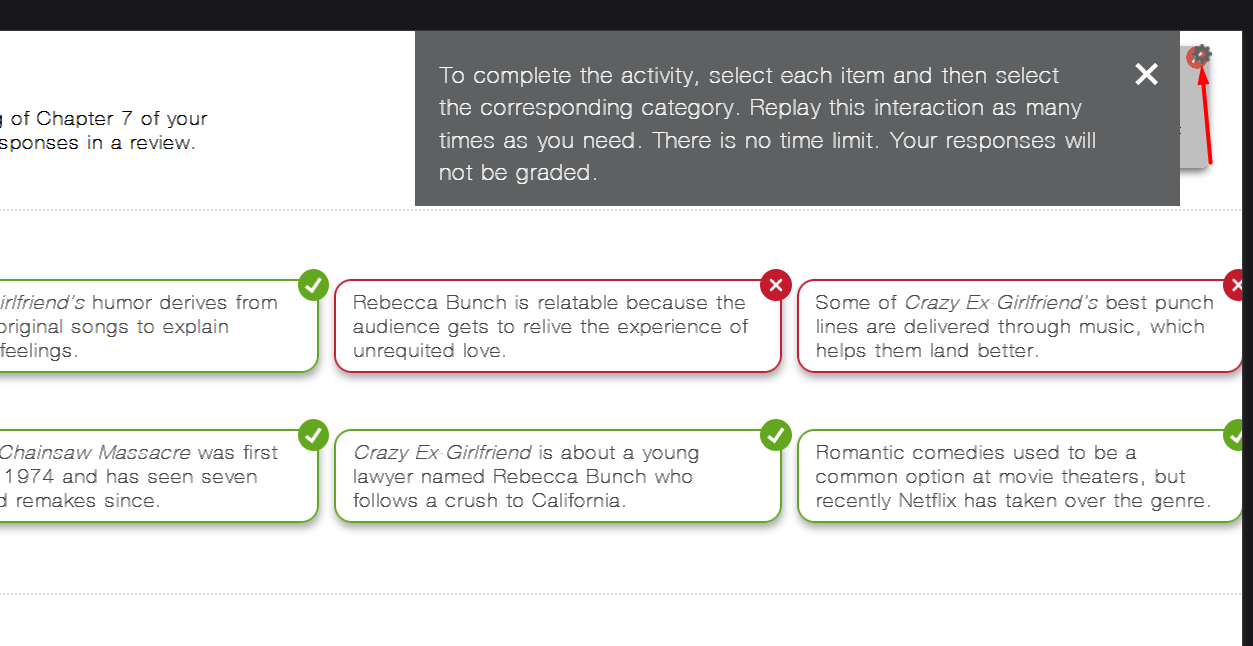 To complete the activity, select each item and then select
the corresponding category. Replay this interaction as many
times as you need. There is no time limit. Your responses will
not be graded.
of Chapter 7 of your
sponses in a review.
irlfriend's humor derives from
original songs to explain
feelings.
Rebecca Bunch is relatable because the
audience gets to relive the experience of
unrequited love.
Some of Crazy Ex-Girlfriend's best punch
lines are delivered through music, which
helps them land better.
Chainsaw Massacre was first
1974 and has seen seven
d remakes since.
Crazy Ex-Girlfriend is about a young
lawyer named Rebecca Bunch who
follows a crush to California.
Romantic comedies used to be a
common option at movie theaters, but
recently Netflix has taken over the genre.